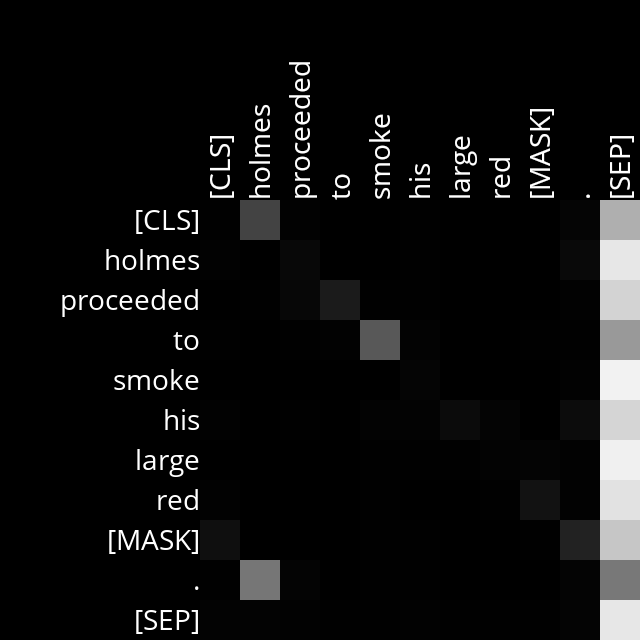 [CLS]
holmes
proceeded
to
smoke
his
large
red
[MASK]
.
[SEP]
[CLS]
holmes
proceeded
to
smoke
his
large
red
[MASK]
.
[SEP]